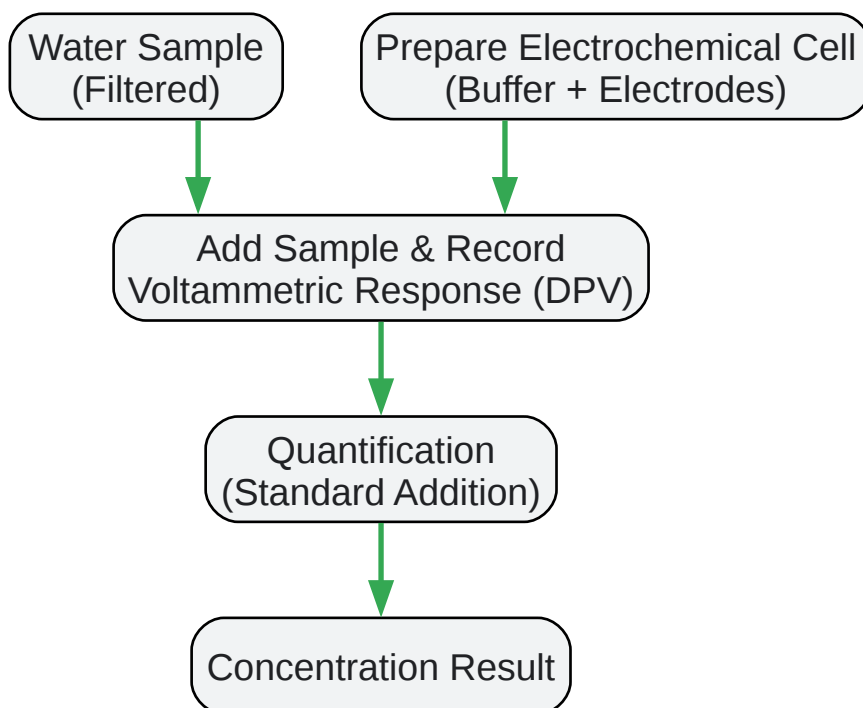 Water Sample
(Filtered)
Prepare Electrochemical Cell
(Buffer + Electrodes)
Add Sample & Record
Voltammetric Response (DPV)
Quantification
(Standard Addition)
Concentration Result